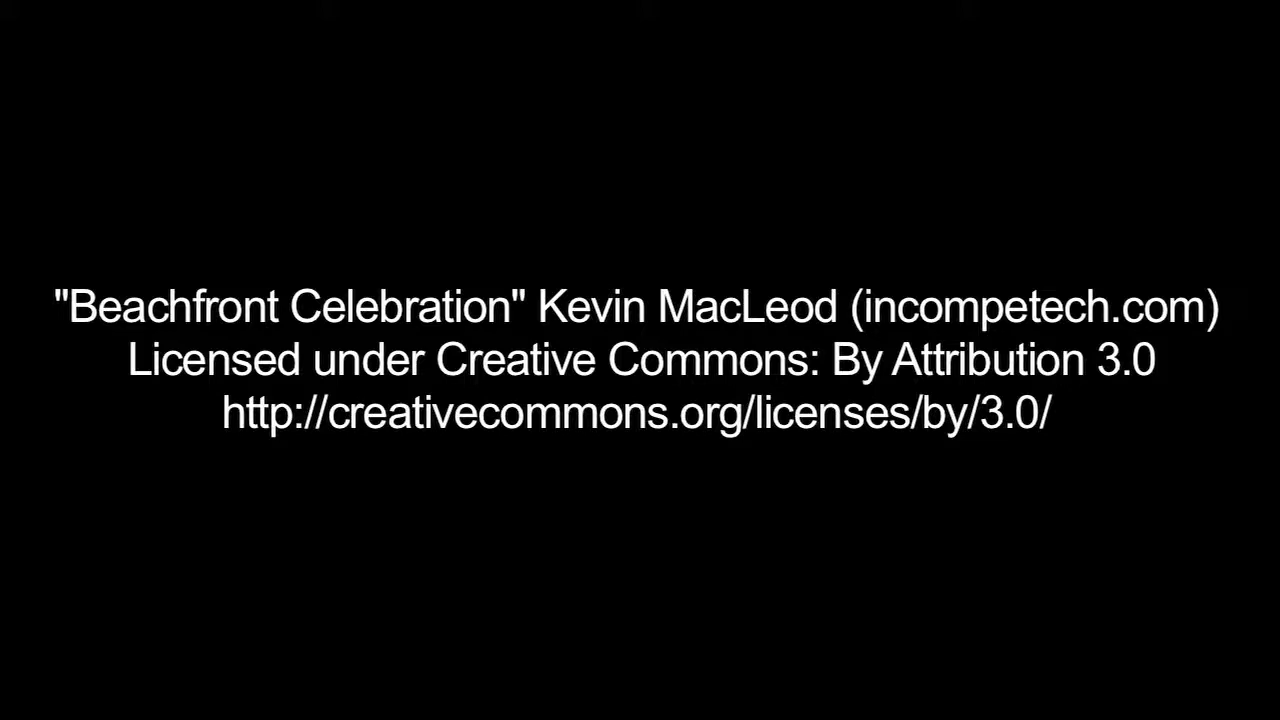 "Beachfront Celebration" Kevin MacLeod (incompetech.com)
Licensed under Creative Commons: By Attribution 3.0
http://creativecommons.org/licenses/by/3.0/